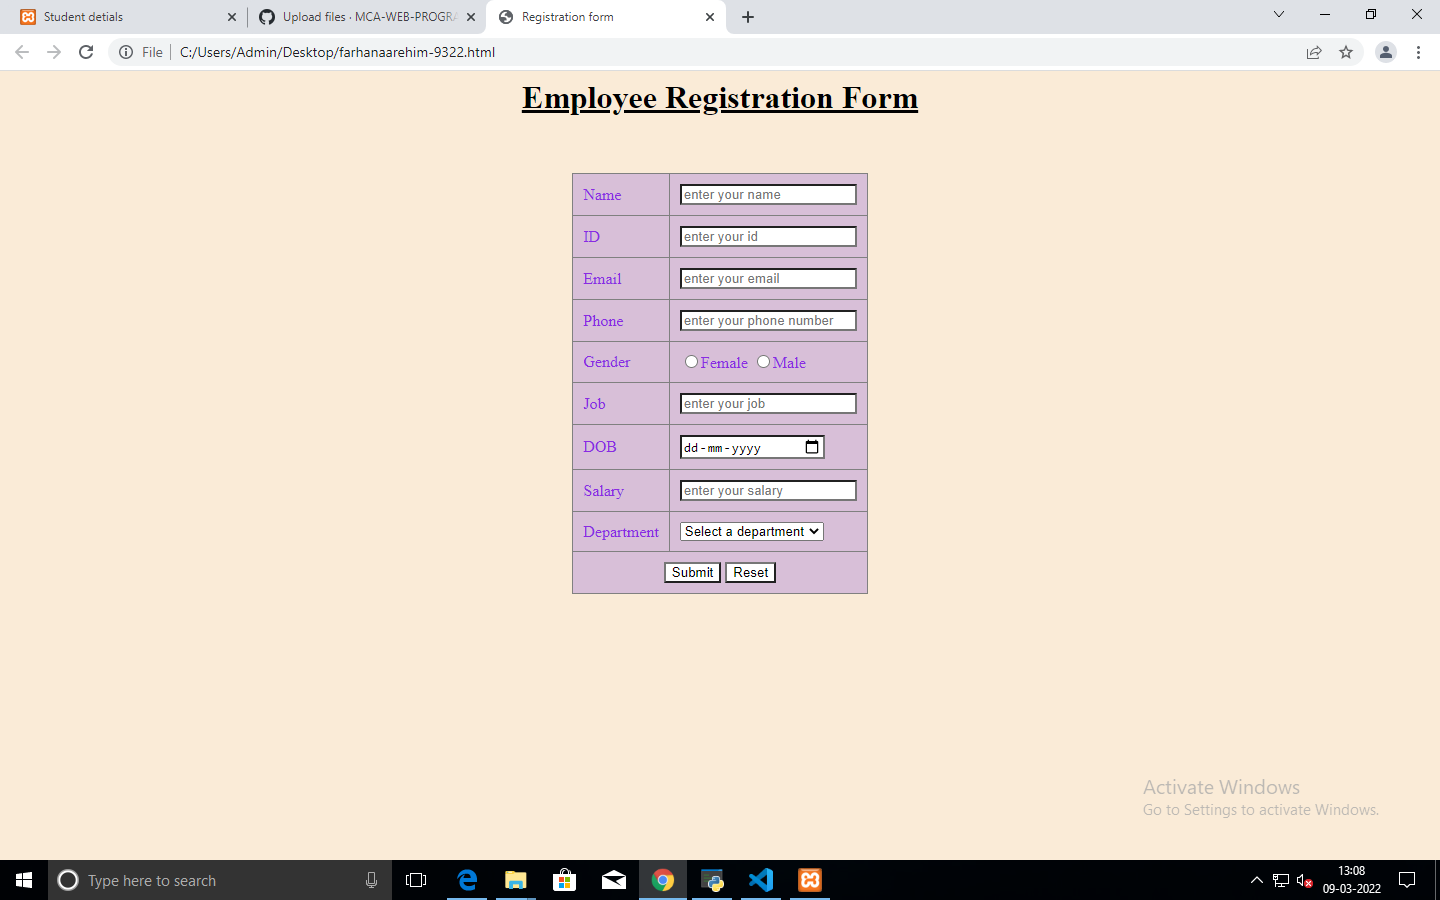 Student detials
Upload files · MCA-WEB-PROGRA
Registration form
File
C:/Users/Admin/Desktop/farhanaarehim-9322.html
Employee Registration Form
Name enter your name
ID enter your id
Email enter your email
Phone enter your phone number
Gender Female Male
Job enter your job
DOB dd-mm-yyyy
Salary enter your salary
Department Select a department
Submit Reset
Activate Windows
Go to Settings to activate Windows.
Type here to search
13:08
09-03-2022